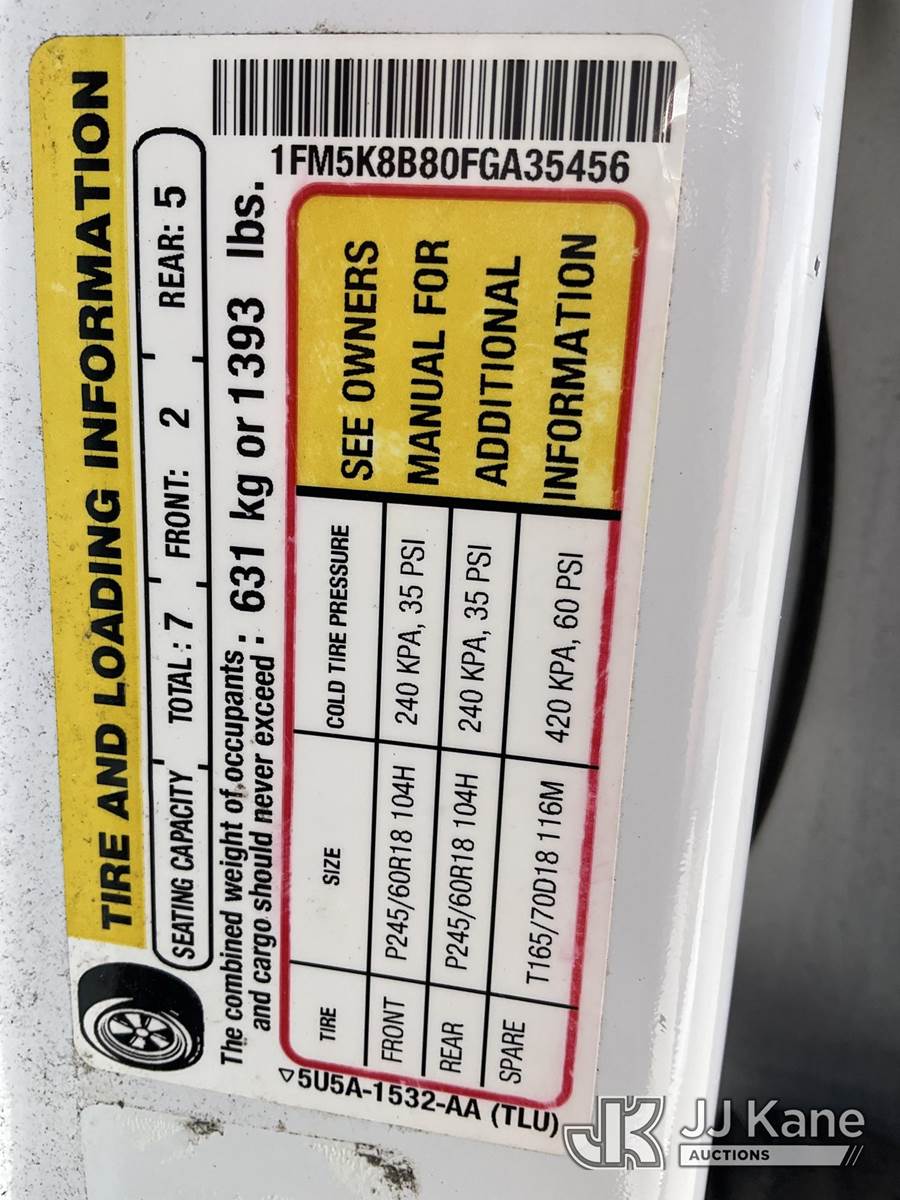 TIRE AND LOADING INFORMATION
SEATING CAPACITY TOTAL: 7 FRONT: 2 REAR: 5
The combined weight of occupants
and cargo should never exceed : 631 kg or 1393 lbs.
TIRE SIZE COLD TIRE PRESSURE
FRONT P245/60R18 104H 240 KPA, 35 PSI
REAR P245/60R18 104H 240 KPA, 35 PSI
SPARE T165/70D18 116M 420 KPA, 60 PSI
SEE OWNERS
MANUAL FOR
ADDITIONAL
INFORMATION
1FM5K8B80FGA35456
▽5U5A-1532-AA (TLU)
JK JJ Kane
AUCTIONS